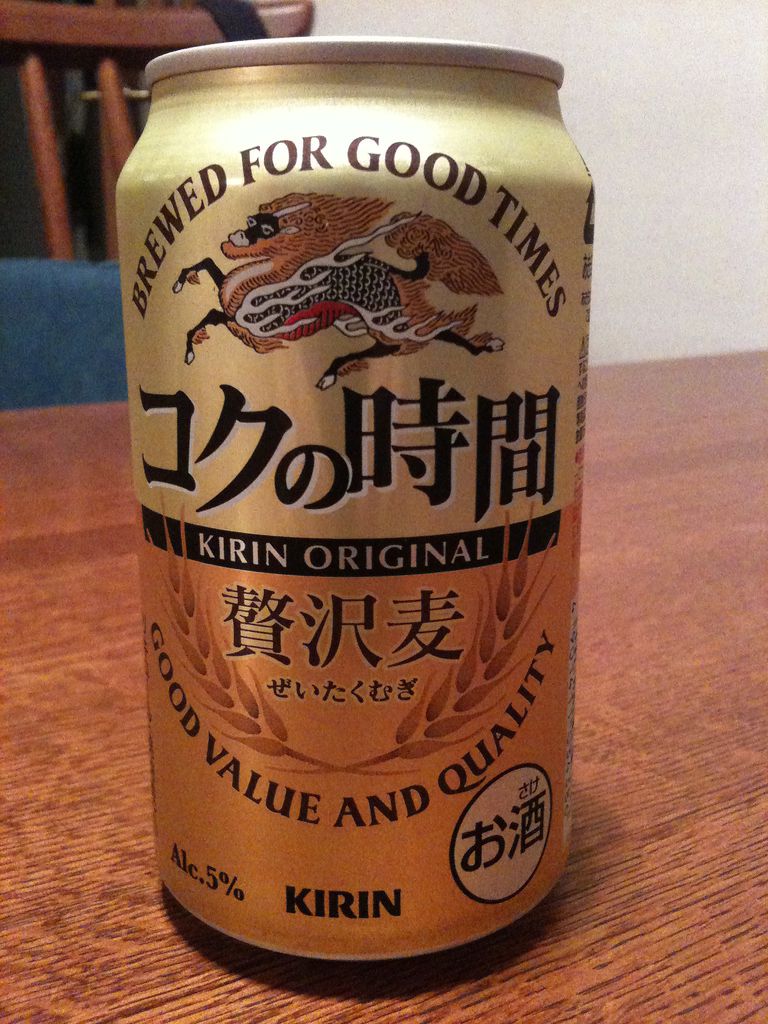 BREWED FOR GOOD TIMES
コクの時間
KIRIN ORIGINAL
贅沢麦
ぜいたくむぎ
GOOD VALUE AND QUALITY
さけ
お酒
Alc.5%
KIRIN